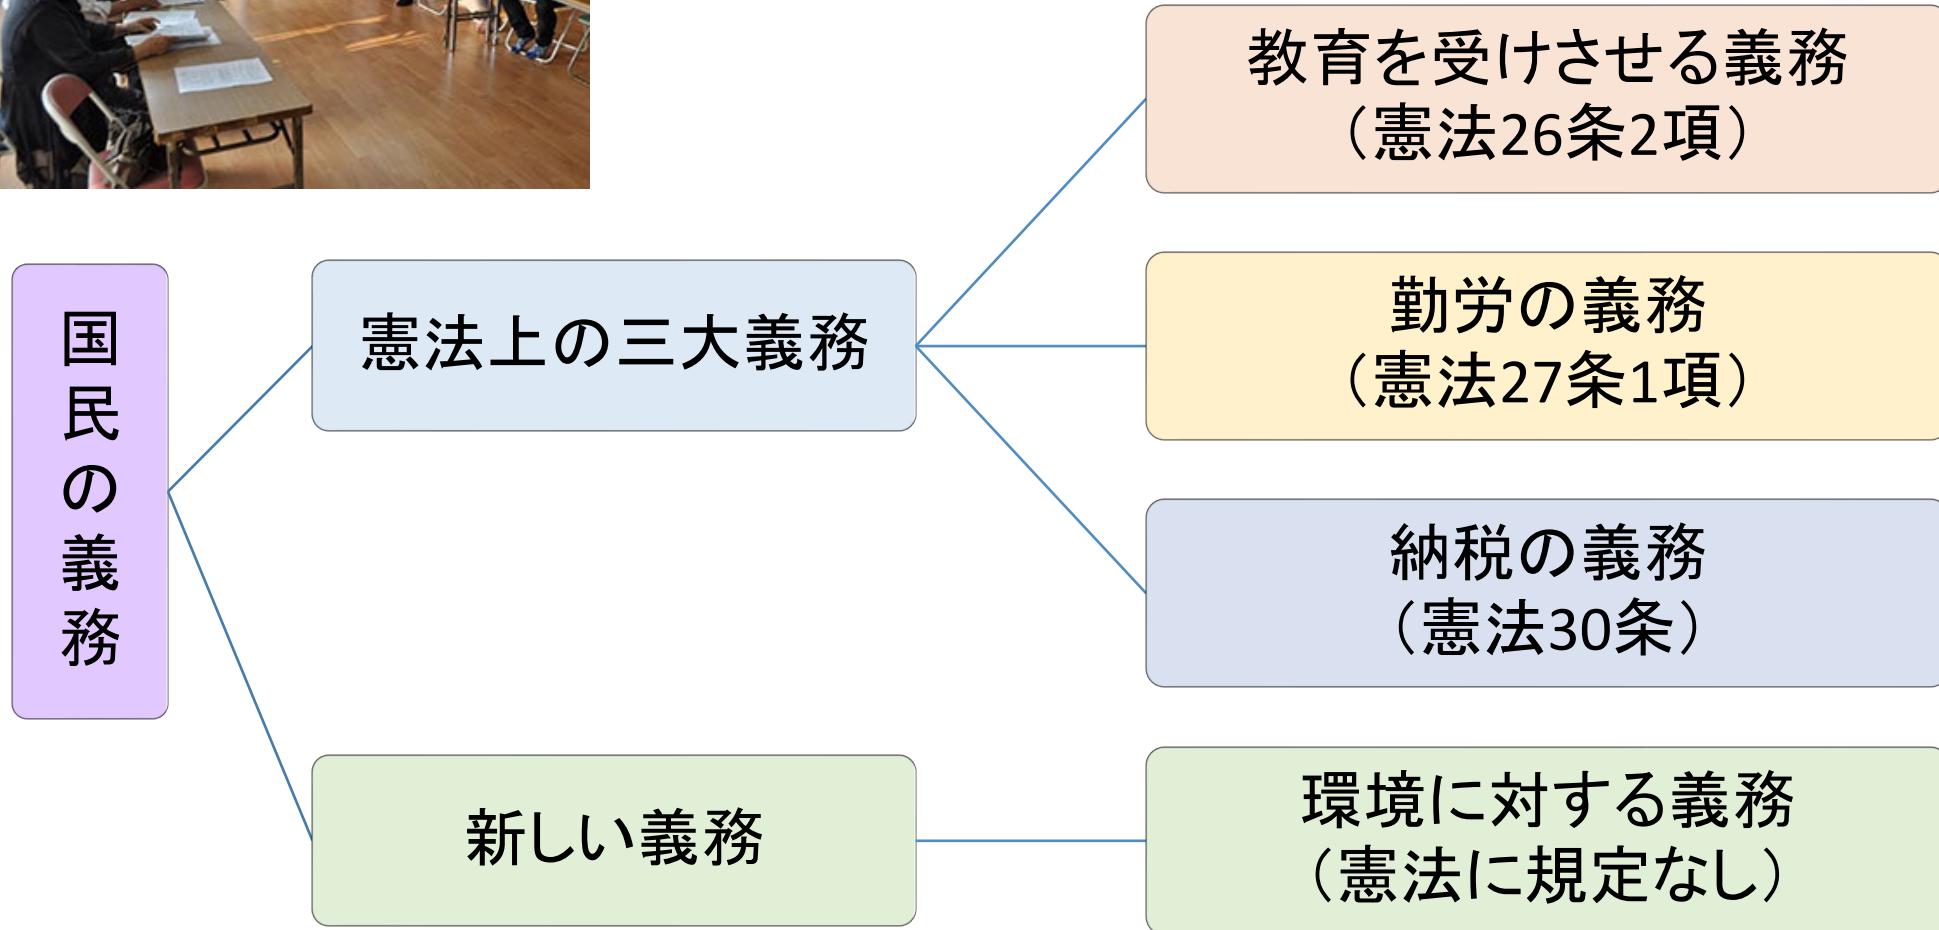 国民の義務
憲法上の三大義務
教育を受けさせる義務
（憲法26条2項）
勤労の義務
（憲法27条1項）
納税の義務
（憲法30条）
新しい義務
環境に対する義務
（憲法に規定なし）